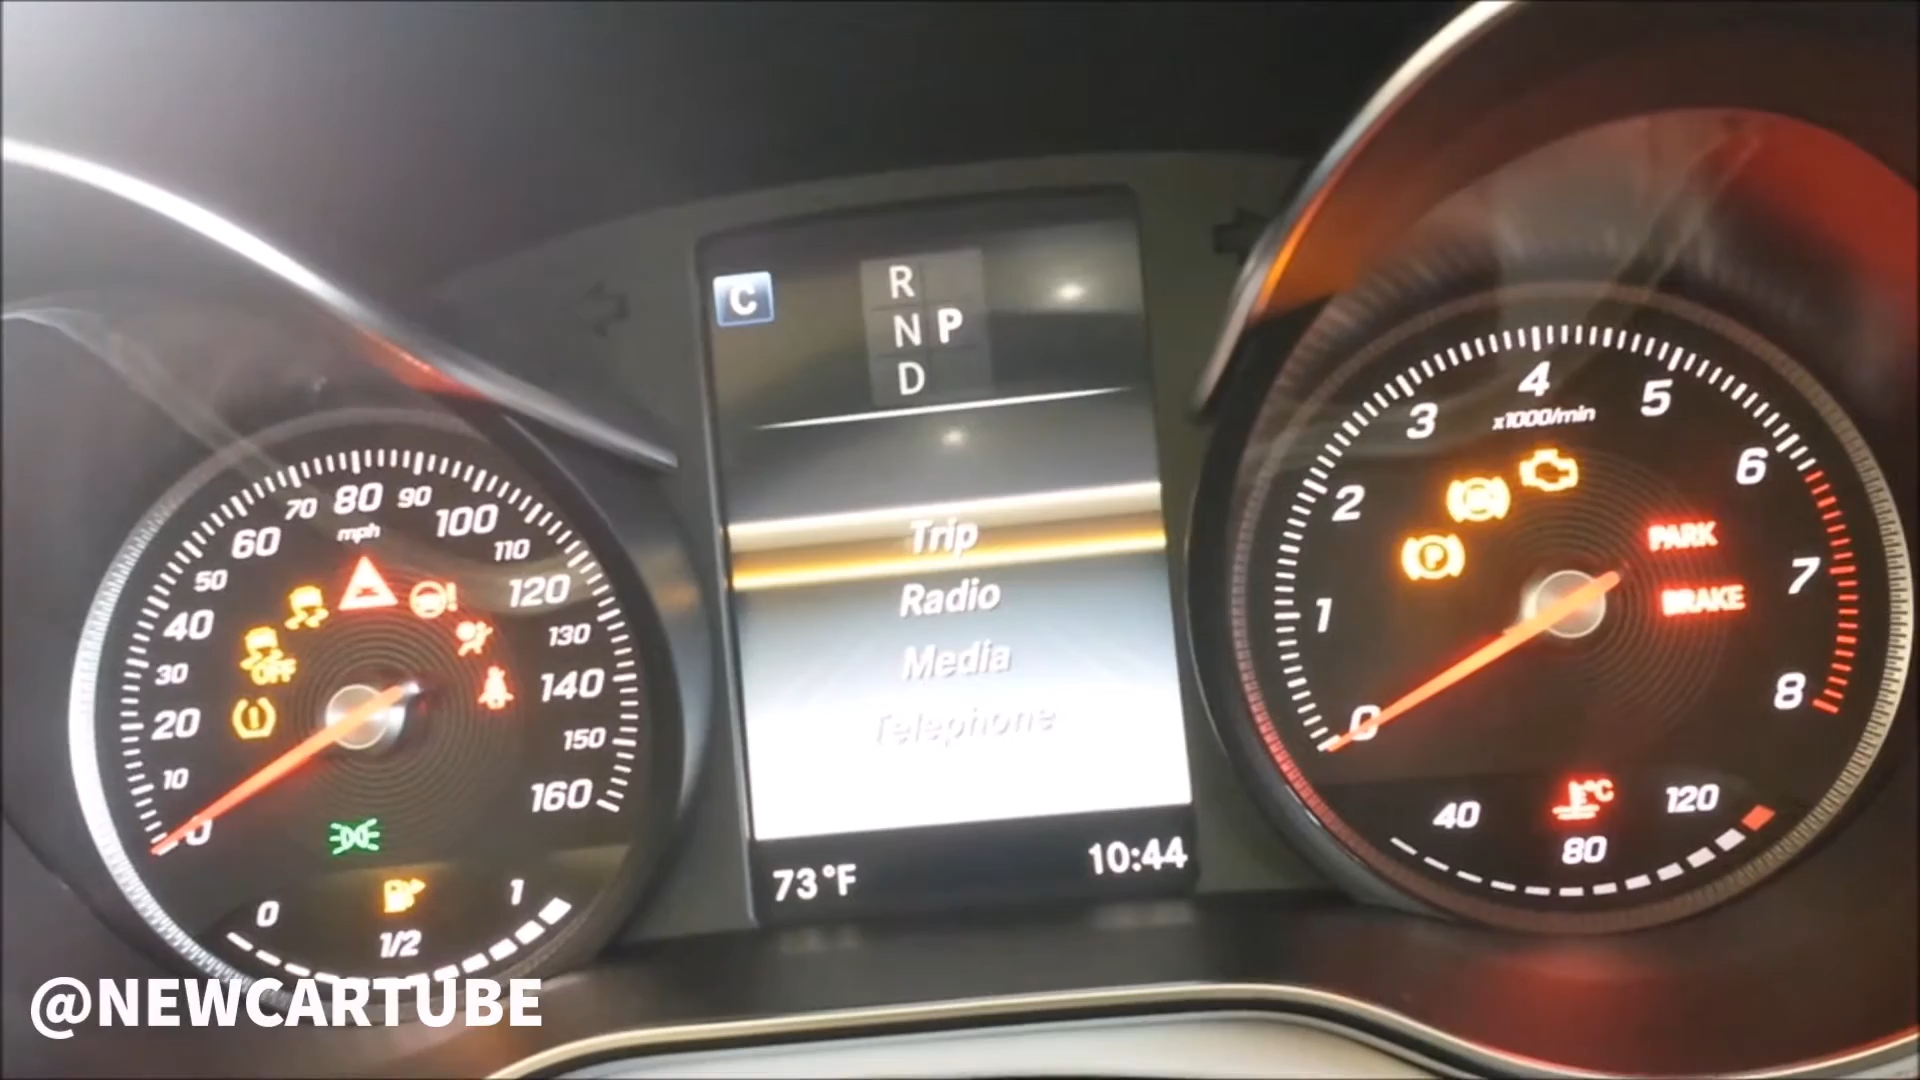 C
R
N P
D
Trip
Radio
Media
Telephone
73°F
10:44
0
10
20
30
40
50
60
70
80
90
100
110
120
130
140
150
160
mph
OFF
0
1/2
1
0
1
2
3
4
5
6
7
8
x1000/min
P
PARK
BRAKE
40
80
120
°C
@NEWCARTUBE